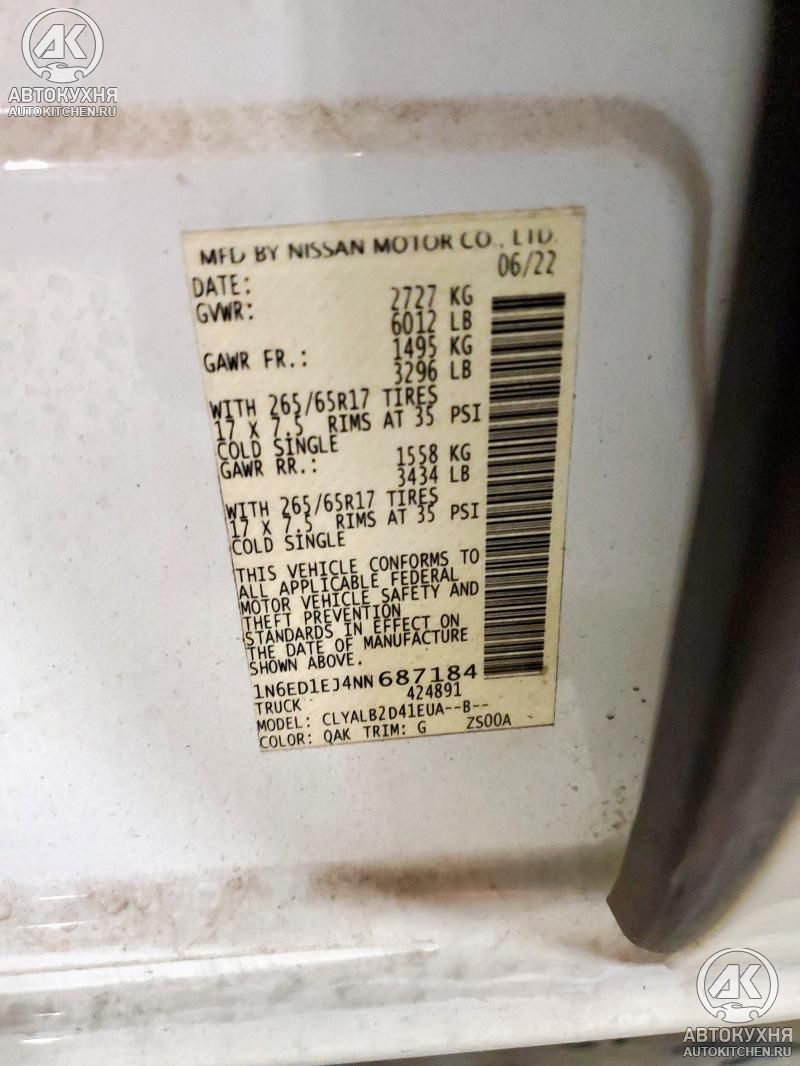 AK
АВТОКУХНЯ
AUTOKITCHEN.RU
MFD BY NISSAN MOTOR CO., LTD.
DATE: 06/22
GVWR: 2727 KG
6012 LB
GAWR FR.: 1495 KG
3296 LB
WITH 265/65R17 TIRES
17 X 7.5 RIMS AT 35 PSI
COLD SINGLE
GAWR RR.: 1558 KG
3434 LB
WITH 265/65R17 TIRES
17 X 7.5 RIMS AT 35 PSI
COLD SINGLE
THIS VEHICLE CONFORMS TO
ALL APPLICABLE FEDERAL
MOTOR VEHICLE SAFETY AND
THEFT PREVENTION
STANDARDS IN EFFECT ON
THE DATE OF MANUFACTURE
SHOWN ABOVE.
1N6ED1EJ4NN687184
TRUCK 424891
MODEL: CLYALB2D41EUA--B--
COLOR: QAK TRIM: G ZS00A
AK
АВТОКУХНЯ
AUTOKITCHEN.RU